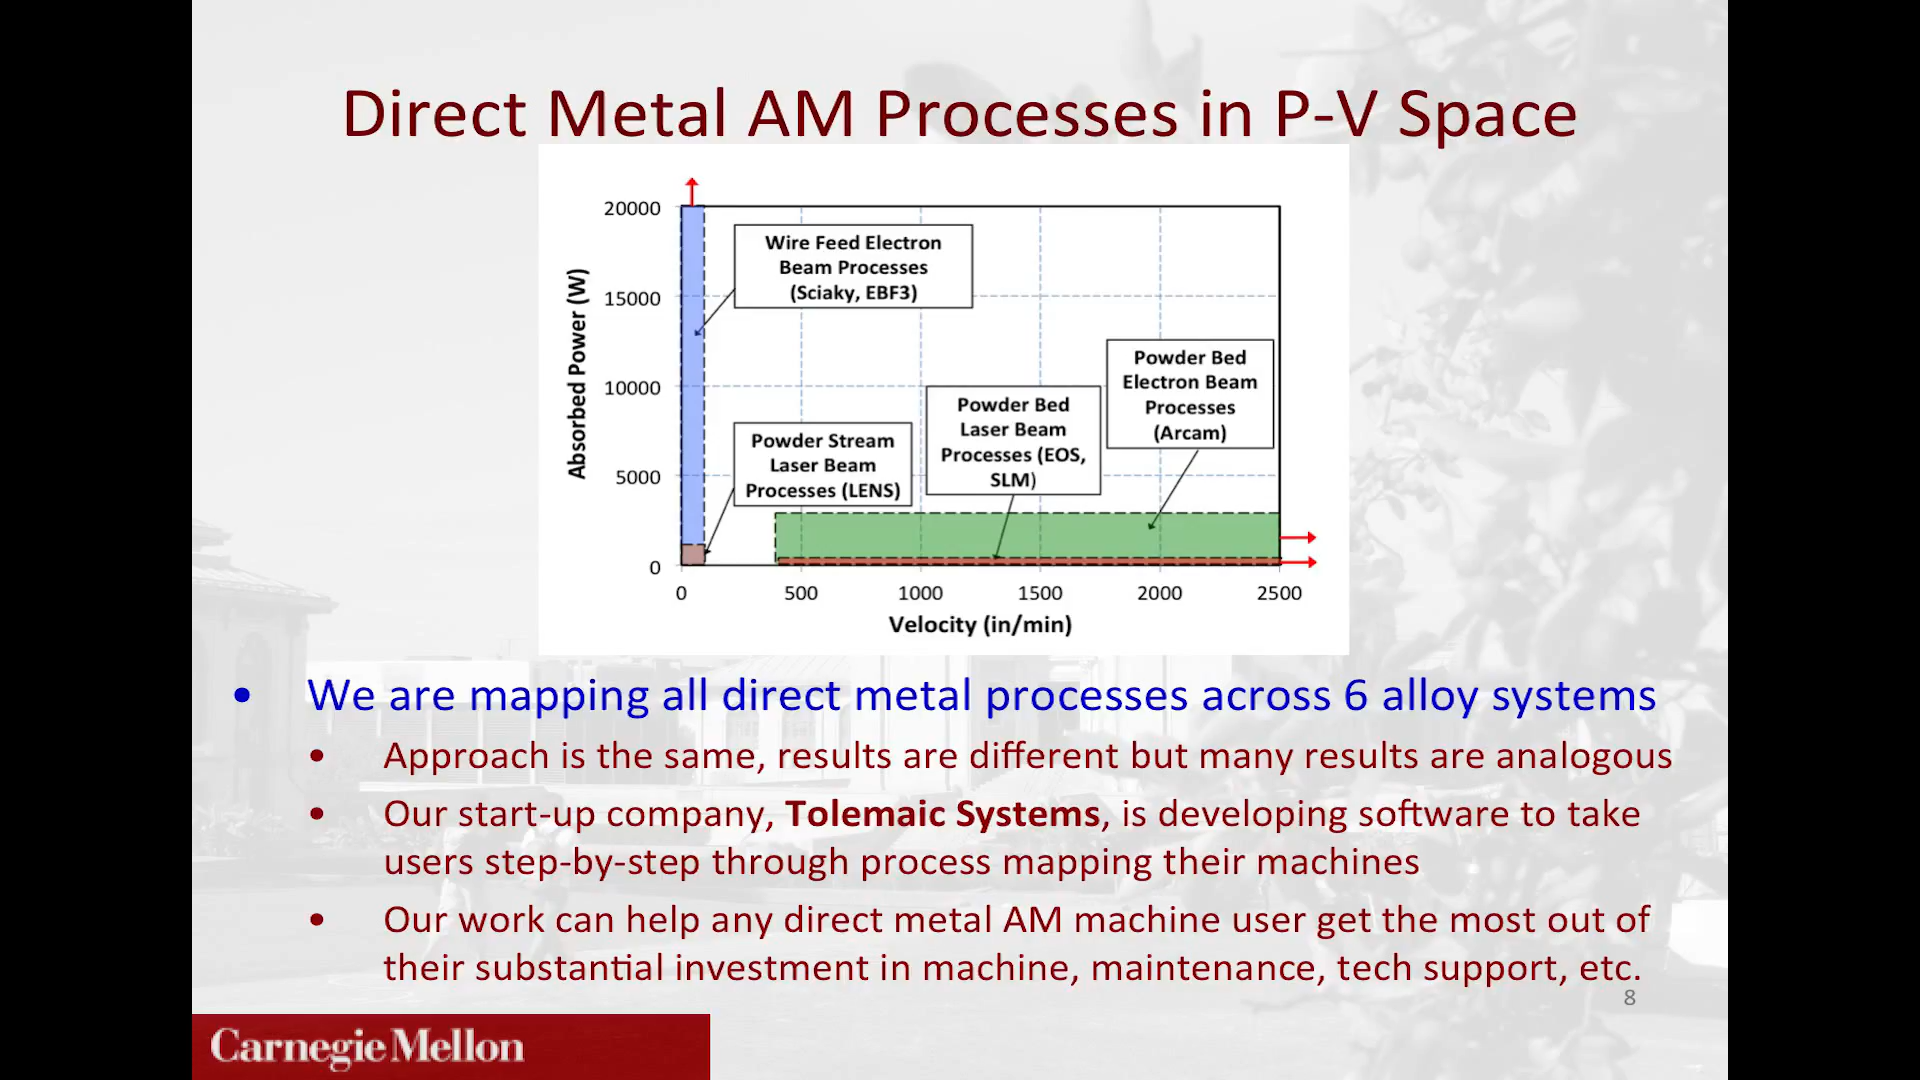 Direct Metal AM Processes in P-V Space
20000
15000
10000
5000
0
Absorbed Power (W)
Wire Feed Electron
Beam Processes
(Sciaky, EBF3)
Powder Stream
Laser Beam
Processes (LENS)
Powder Bed
Laser Beam
Processes (EOS,
SLM)
Powder Bed
Electron Beam
Processes
(Arcam)
0 500 1000 1500 2000 2500
Velocity (in/min)
• We are mapping all direct metal processes across 6 alloy systems
• Approach is the same, results are different but many results are analogous
• Our start-up company, Tolemaic Systems, is developing software to take
users step-by-step through process mapping their machines
• Our work can help any direct metal AM machine user get the most out of
their substantial investment in machine, maintenance, tech support, etc.
8
Carnegie Mellon